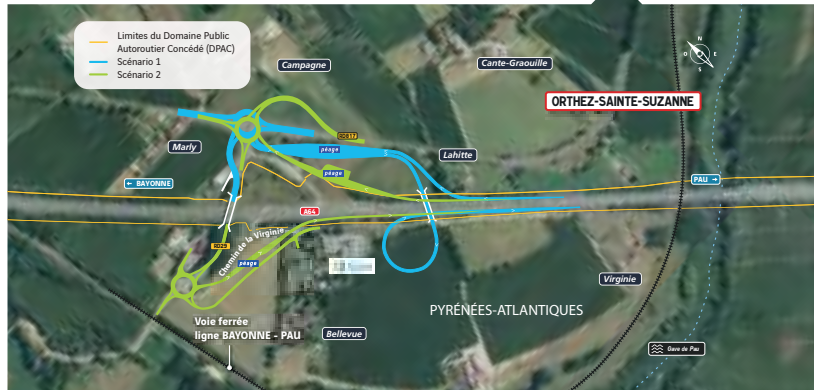 Limites du Domaine Public
Autoroutier Concédé (DPAC)
Scénario 1
Scénario 2
Campagne
Cante-Graouille
N
O
E
S
ORTHEZ-SAINTE-SUZANNE
RD817
Marly
péage
Lahitte
péage
← BAYONNE
PAU →
A64
RD29
Chemin de la Virginie
péage
Virginie
PYRÉNÉES-ATLANTIQUES
Voie ferrée
ligne BAYONNE - PAU
Bellevue
Gave de Pau